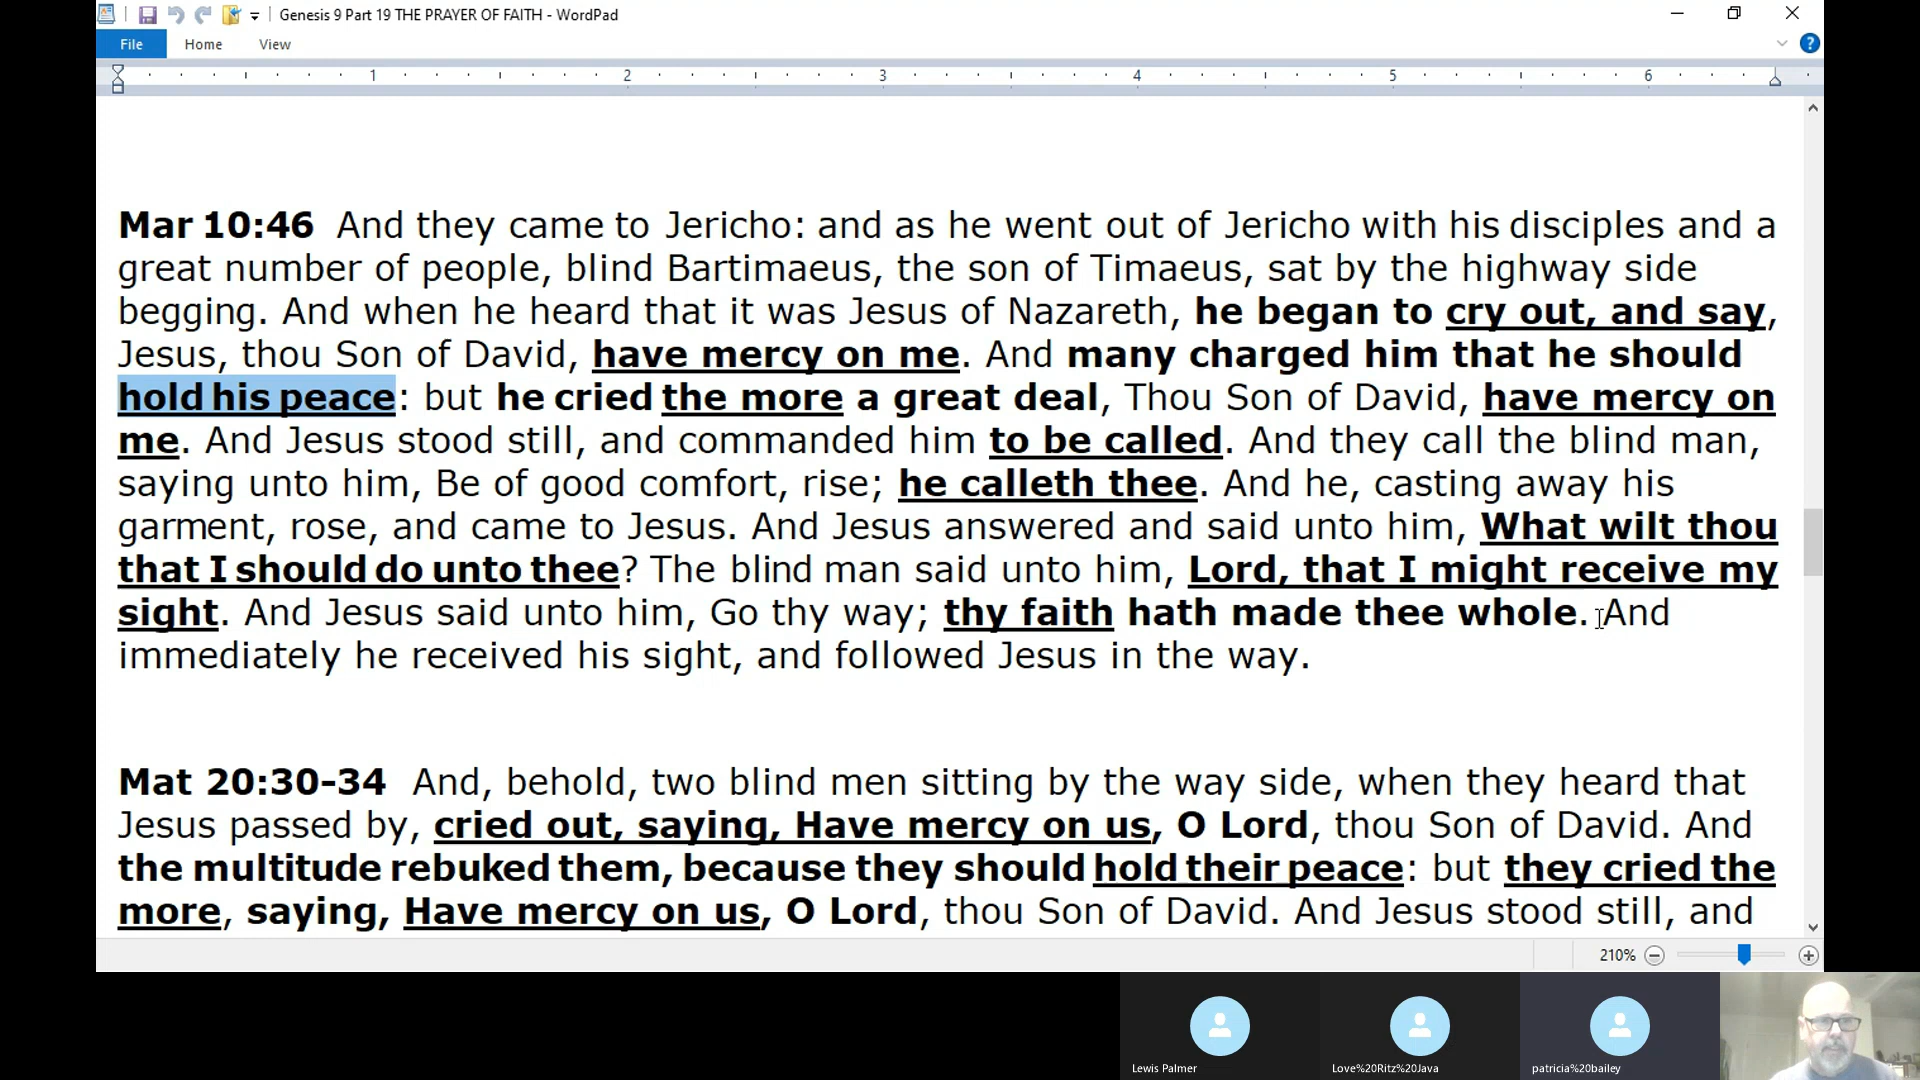 Genesis 9 Part 19 THE PRAYER OF FAITH - WordPad
File Home View
1 2 3 4 5 6
Mar 10:46 And they came to Jericho: and as he went out of Jericho with his disciples and a
great number of people, blind Bartimaeus, the son of Timaeus, sat by the highway side
begging. And when he heard that it was Jesus of Nazareth, he began to cry out, and say,
Jesus, thou Son of David, have mercy on me. And many charged him that he should
hold his peace: but he cried the more a great deal, Thou Son of David, have mercy on
me. And Jesus stood still, and commanded him to be called. And they call the blind man,
saying unto him, Be of good comfort, rise; he calleth thee. And he, casting away his
garment, rose, and came to Jesus. And Jesus answered and said unto him, What wilt thou
that I should do unto thee? The blind man said unto him, Lord, that I might receive my
sight. And Jesus said unto him, Go thy way; thy faith hath made thee whole. And
immediately he received his sight, and followed Jesus in the way.
Mat 20:30-34 And, behold, two blind men sitting by the way side, when they heard that
Jesus passed by, cried out, saying, Have mercy on us, O Lord, thou Son of David. And
the multitude rebuked them, because they should hold their peace: but they cried the
more, saying, Have mercy on us, O Lord, thou Son of David. And Jesus stood still, and
210%
Lewis Palmer Love%20Ritz%20Java patricia%20bailey